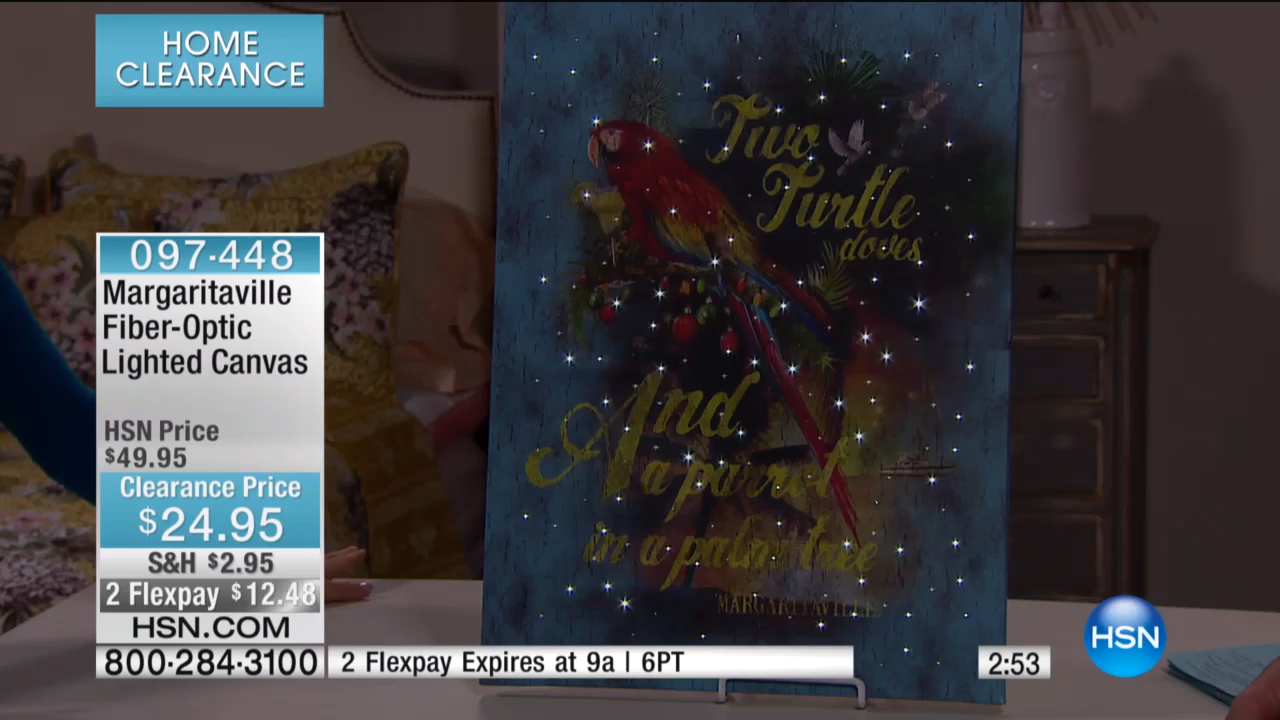 HOME
CLEARANCE
097·448
Margaritaville
Fiber-Optic
Lighted Canvas
HSN Price
$49.95
Clearance Price
$24.95
S&H $2.95
2 Flexpay $12.48
HSN.COM
800·284·3100
2 Flexpay Expires at 9a | 6PT
2:53
HSN
Two
Turtle
doves
And
a parrot
in a palm tree
MARGARITAVILLE